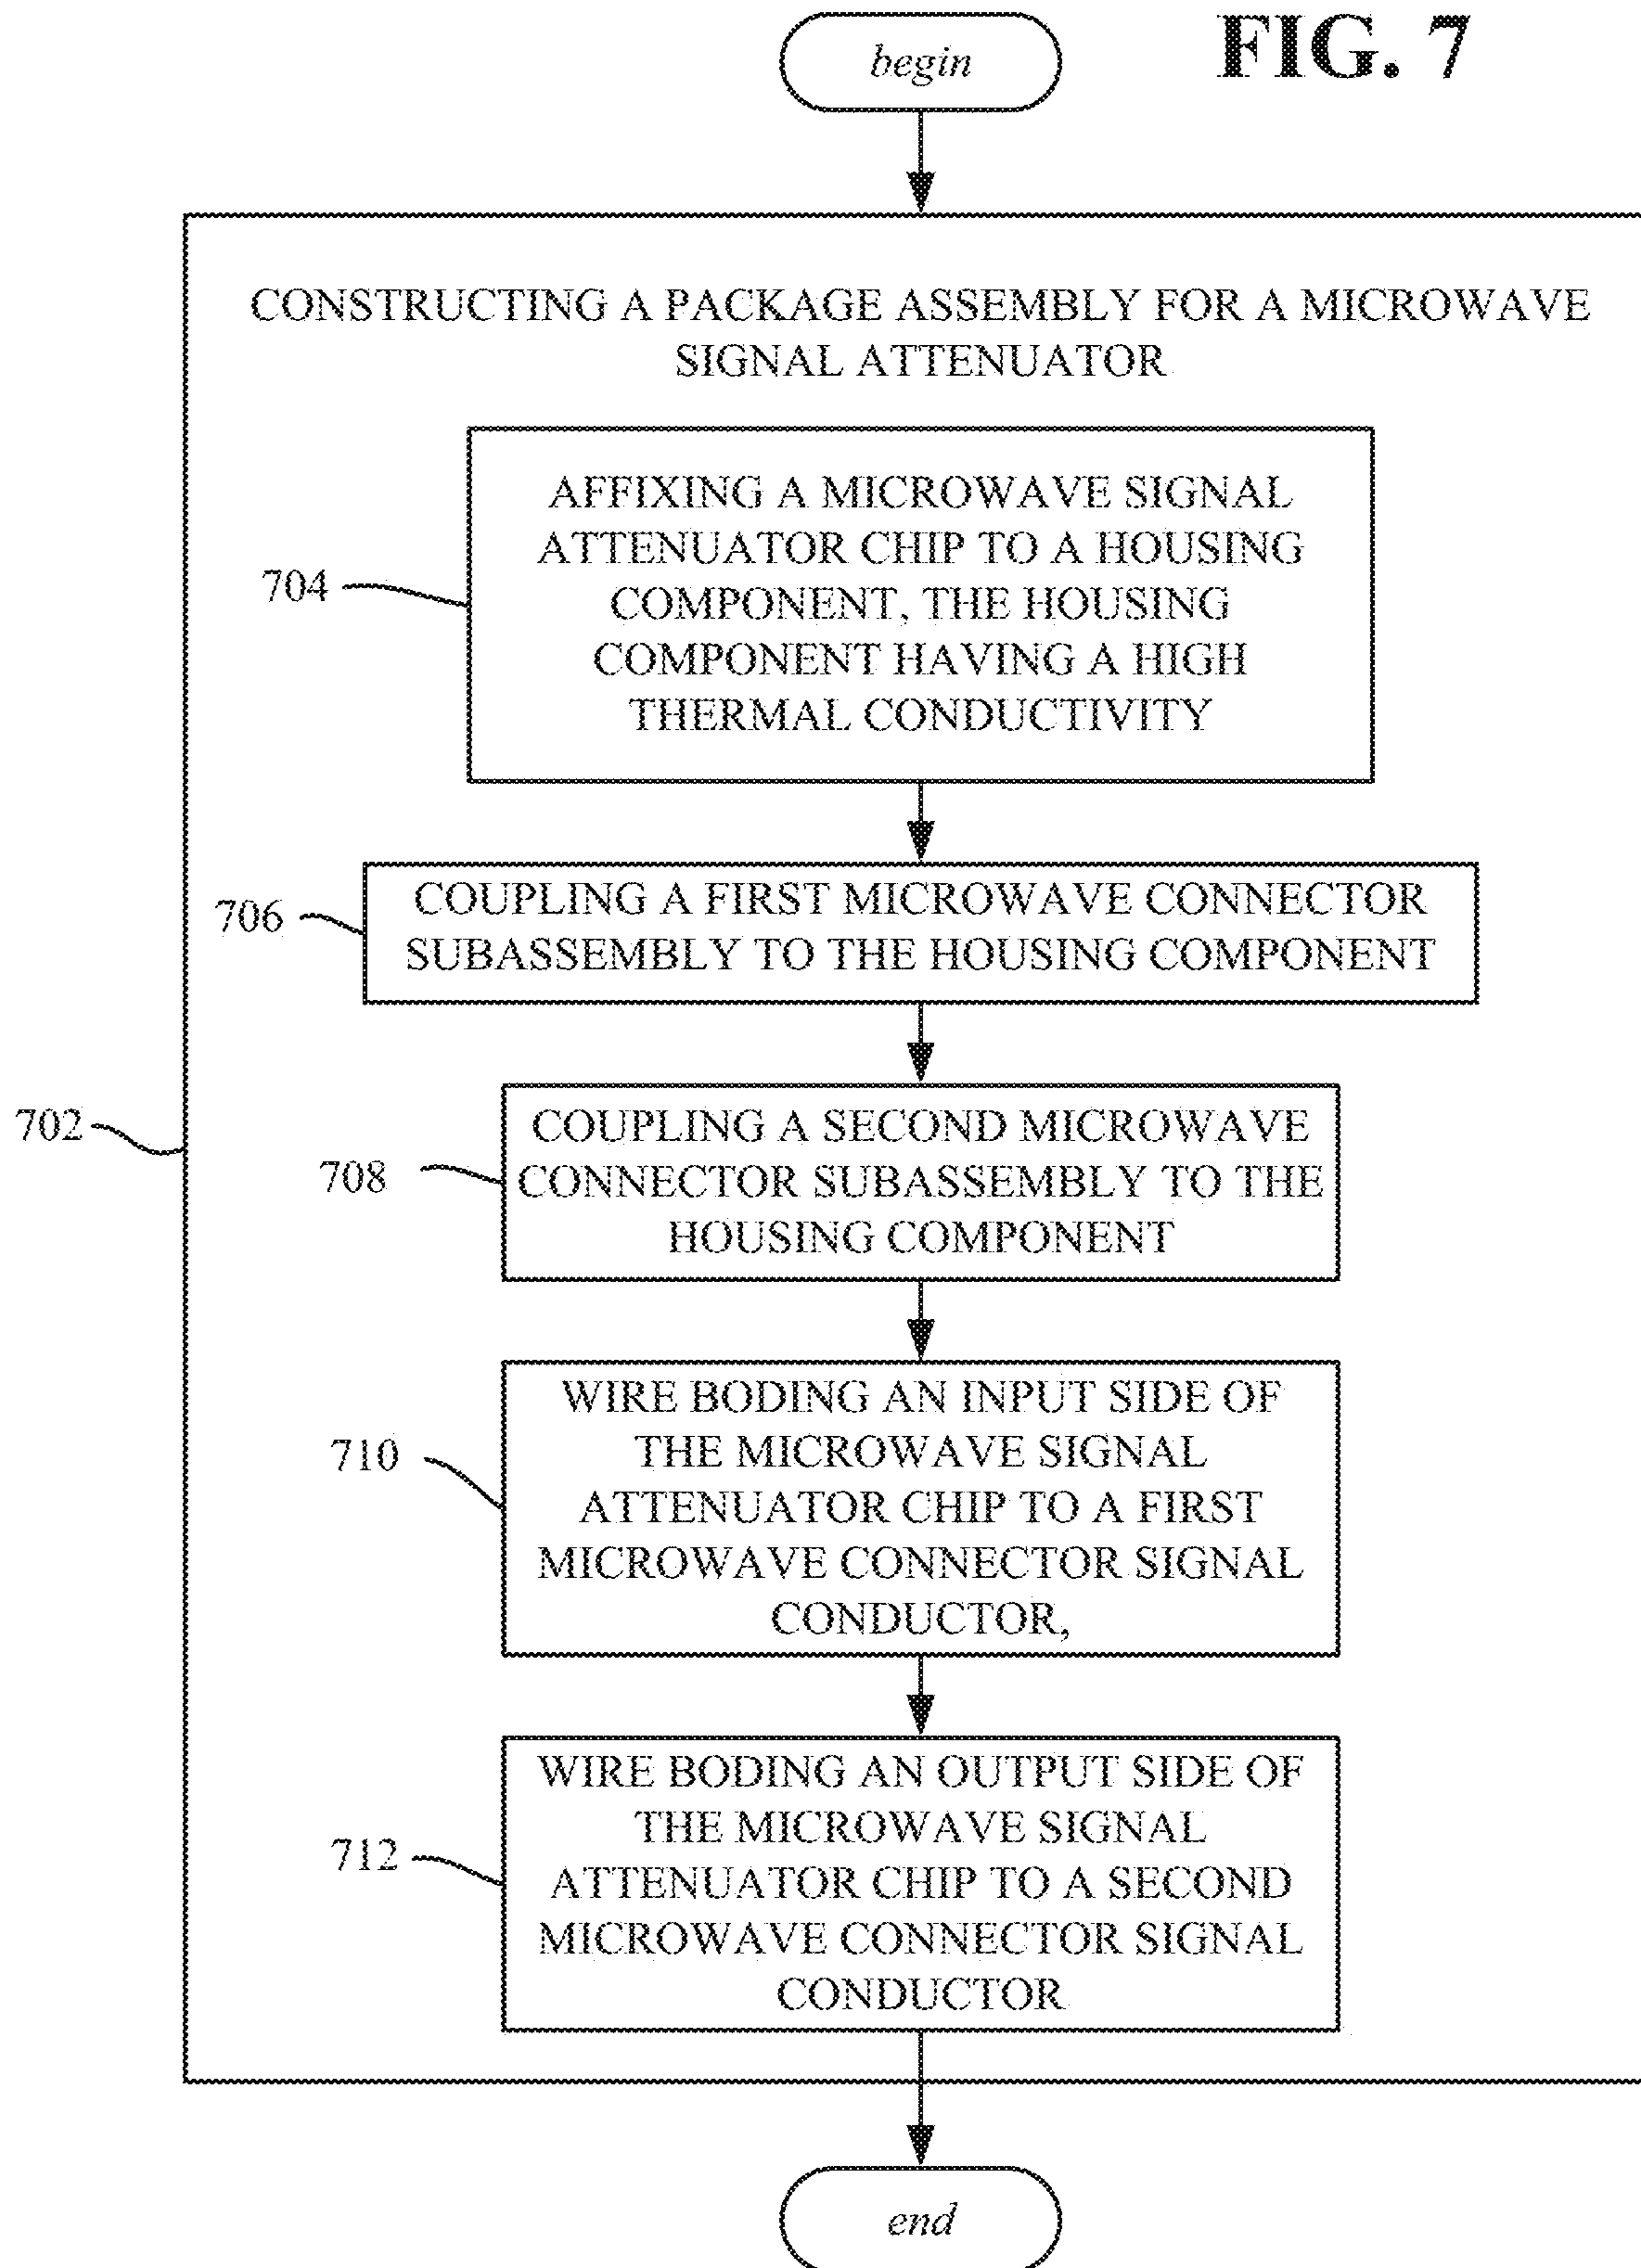 begin
FIG. 7
CONSTRUCTING A PACKAGE ASSEMBLY FOR A MICROWAVE
SIGNAL ATTENUATOR
704
AFFIXING A MICROWAVE SIGNAL
ATTENUATOR CHIP TO A HOUSING
COMPONENT, THE HOUSING
COMPONENT HAVING A HIGH
THERMAL CONDUCTIVITY
706
COUPLING A FIRST MICROWAVE CONNECTOR
SUBASSEMBLY TO THE HOUSING COMPONENT
702
708
COUPLING A SECOND MICROWAVE
CONNECTOR SUBASSEMBLY TO THE
HOUSING COMPONENT
710
WIRE BODING AN INPUT SIDE OF
THE MICROWAVE SIGNAL
ATTENUATOR CHIP TO A FIRST
MICROWAVE CONNECTOR SIGNAL
CONDUCTOR,
712
WIRE BODING AN OUTPUT SIDE OF
THE MICROWAVE SIGNAL
ATTENUATOR CHIP TO A SECOND
MICROWAVE CONNECTOR SIGNAL
CONDUCTOR
end